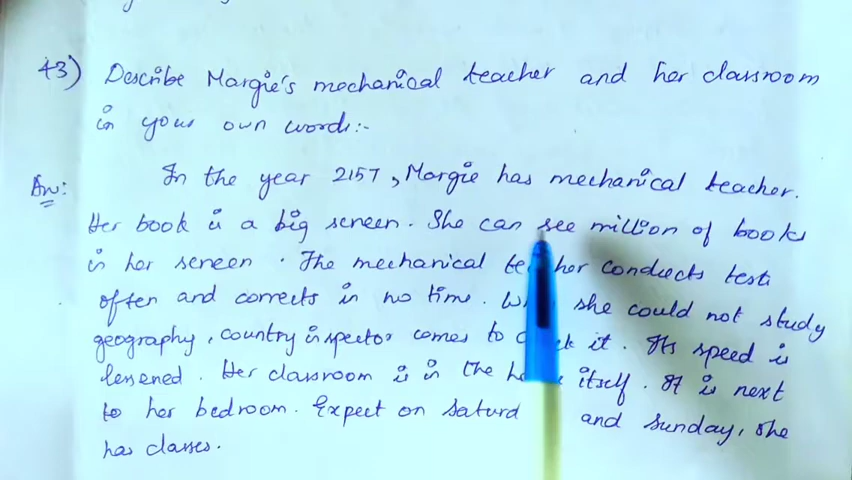 43) Describe Margie's mechanical teacher and her classroom
in your own words:-
Ans: In the year 2157, Margie has mechanical teacher.
Her book is a big screen. She can see million of books
in her screen. The mechanical teacher conducts tests
often and corrects in no time. she could not study
geography, country inspector comes to it. Its speed is
lessened. Her classroom is in the itself. It is next
to her bedroom. Expect on and sunday, she
has classes.